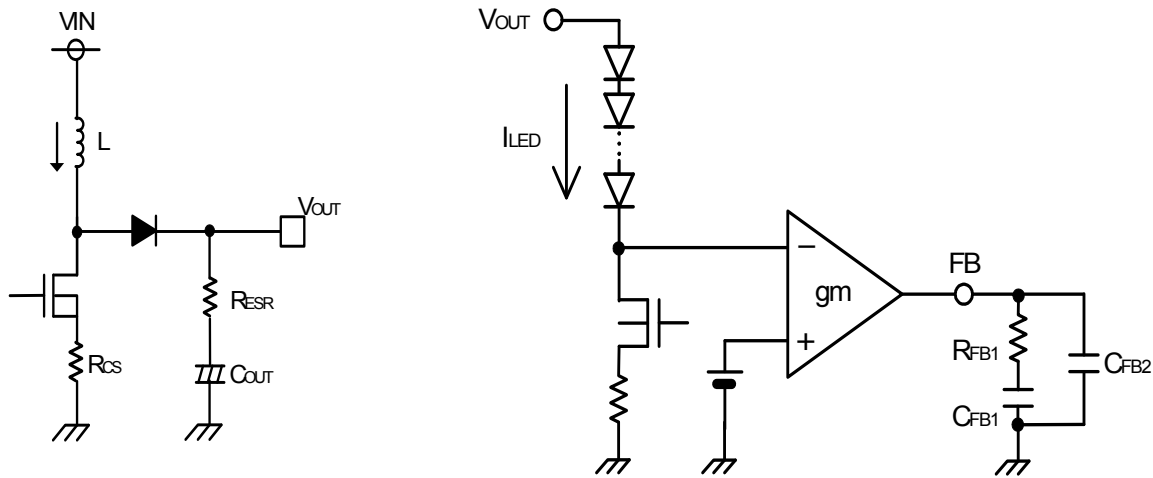 VIN
L
VOUT
RESR
RCS
COUT
VOUT
ILED
−
gm
+
FB
RFB1
CFB2
CFB1